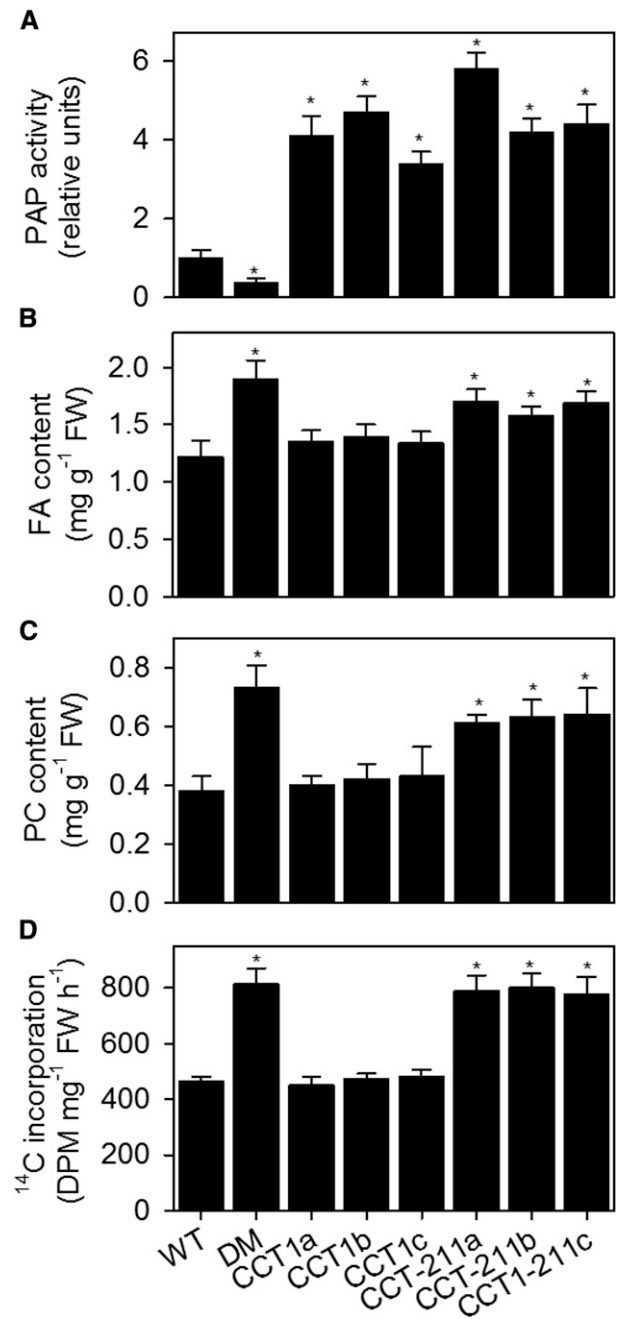 A
PAP activity
(relative units)
6
4
2
0
* * * * * * *
B
FA content
(mg g⁻¹ FW)
2.0
1.5
1.0
0.5
0.0
* * * *
C
PC content
(mg g⁻¹ FW)
0.8
0.6
0.4
0.2
0.0
* * * *
D
¹⁴C incorporation
(DPM mg⁻¹ FW h⁻¹)
800
600
400
200
0
* * * *
WT
DM
CCT1a
CCT1b
CCT1c
CCT-211a
CCT-211b
CCT1-211c